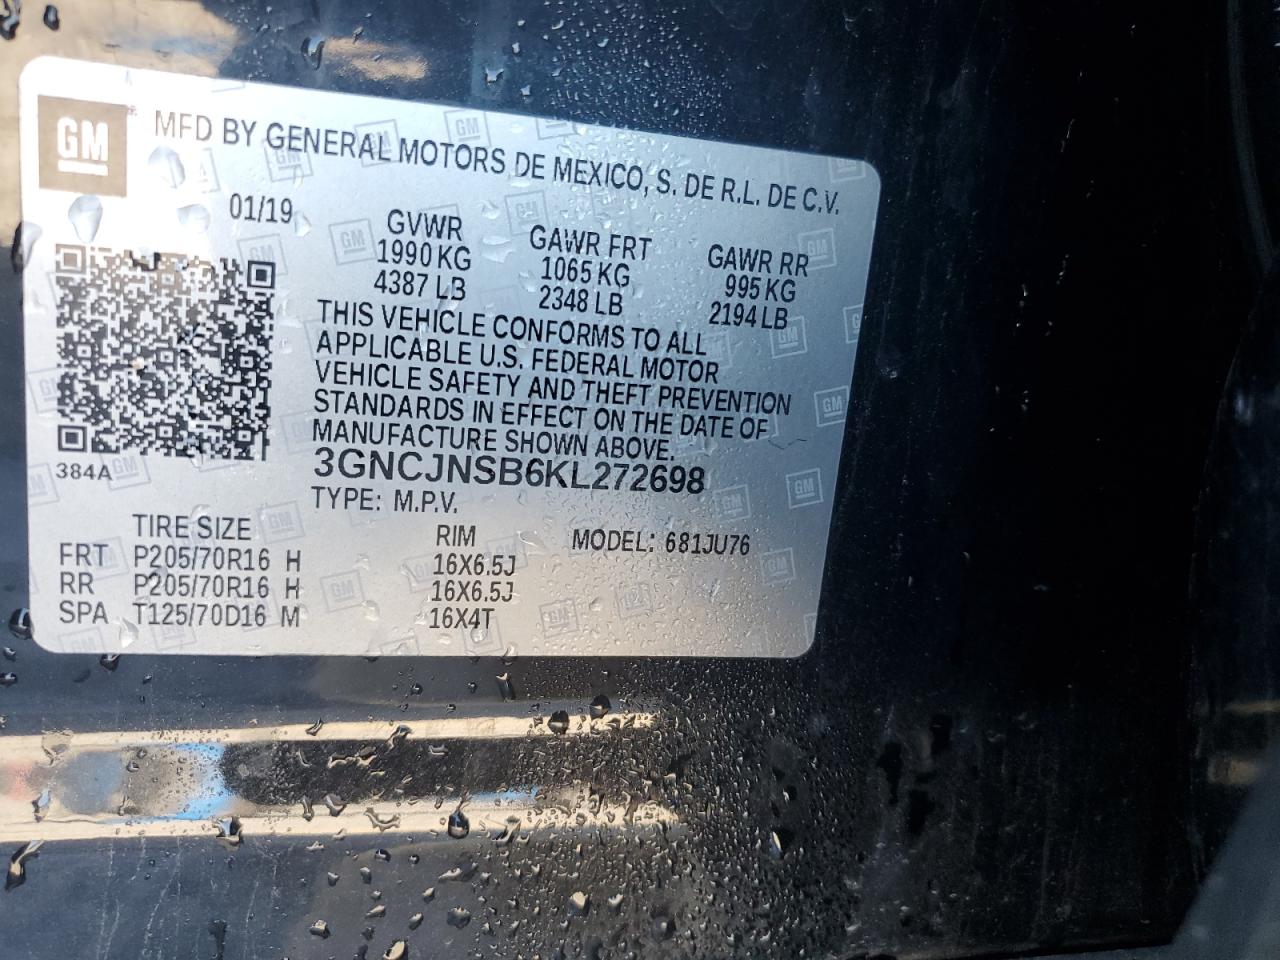 GM
MFD BY GENERAL MOTORS DE MEXICO, S. DE R.L. DE C.V.
01/19
GVWR GAWR FRT GAWR RR
1990 KG 1065 KG 995 KG
4387 LB 2348 LB 2194 LB
THIS VEHICLE CONFORMS TO ALL
APPLICABLE U.S. FEDERAL MOTOR
VEHICLE SAFETY AND THEFT PREVENTION
STANDARDS IN EFFECT ON THE DATE OF
MANUFACTURE SHOWN ABOVE.
384A
3GNCJNSB6KL272698
TYPE: M.P.V.
TIRE SIZE RIM MODEL: 681JU76
FRT P205/70R16 H 16X6.5J
RR P205/70R16 H 16X6.5J
SPA T125/70D16 M 16X4T